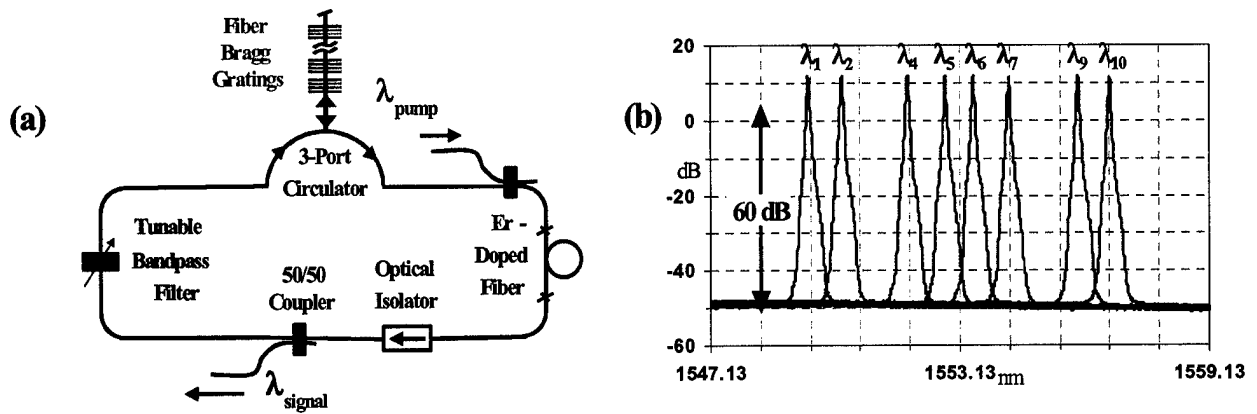 (a)
Fiber
Bragg
Gratings
λpump
3-Port
Circulator
Tunable
Bandpass
Filter
50/50
Coupler
Optical
Isolator
Er -
Doped
Fiber
λsignal
(b)
20
0
dB
-20
-40
-60
60 dB
λ1 λ2 λ4 λ5 λ6 λ7 λ9 λ10
1547.13 1553.13 nm 1559.13